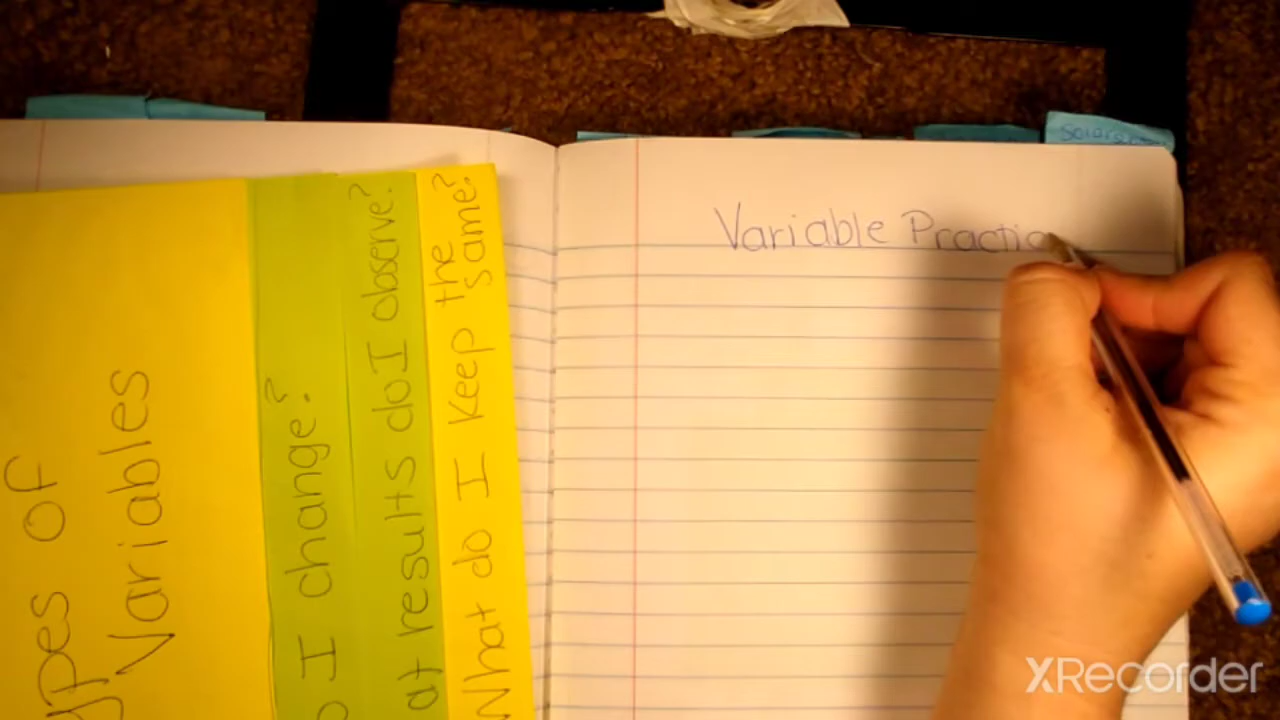 Variable Practic
ypes of
Variables
o I change?
at results do I observe?
What do I keep the
same?
XRecorder